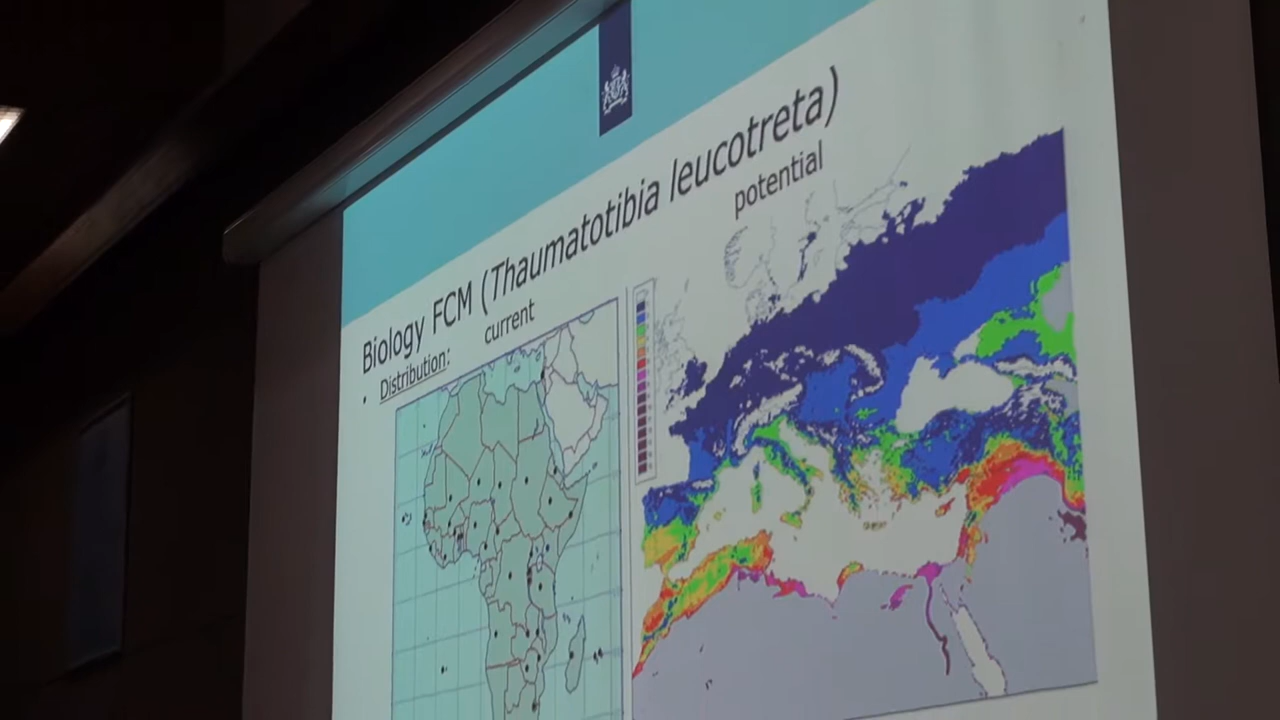 Biology FCM (Thaumatotibia leucotreta)
• Distribution:
current
potential